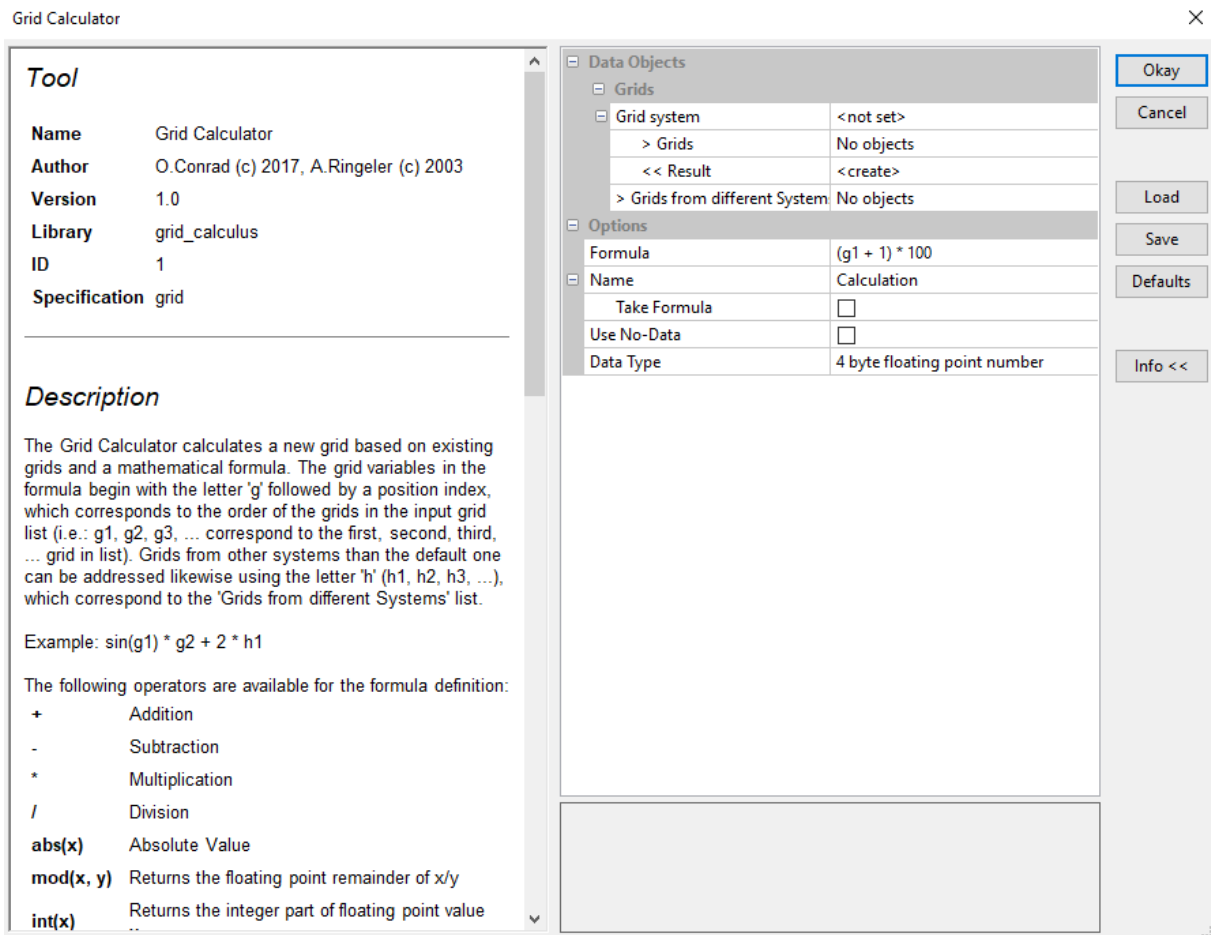 Grid Calculator
Tool
Name Grid Calculator
Author O.Conrad (c) 2017, A.Ringeler (c) 2003
Version 1.0
Library grid_calculus
ID 1
Specification grid
Description
The Grid Calculator calculates a new grid based on existing
grids and a mathematical formula. The grid variables in the
formula begin with the letter 'g' followed by a position index,
which corresponds to the order of the grids in the input grid
list (i.e.: g1, g2, g3, ... correspond to the first, second, third,
... grid in list). Grids from other systems than the default one
can be addressed likewise using the letter 'h' (h1, h2, h3, ...),
which correspond to the 'Grids from different Systems' list.
Example: sin(g1) * g2 + 2 * h1
The following operators are available for the formula definition:
+ Addition
- Subtraction
* Multiplication
/ Division
abs(x) Absolute Value
mod(x, y) Returns the floating point remainder of x/y
int(x) Returns the integer part of floating point value
Data Objects
Grids
Grid system <not set>
> Grids No objects
<< Result <create>
> Grids from different System No objects
Options
Formula (g1 + 1) * 100
Name Calculation
Take Formula
Use No-Data
Data Type 4 byte floating point number
Okay
Cancel
Load
Save
Defaults
Info <<